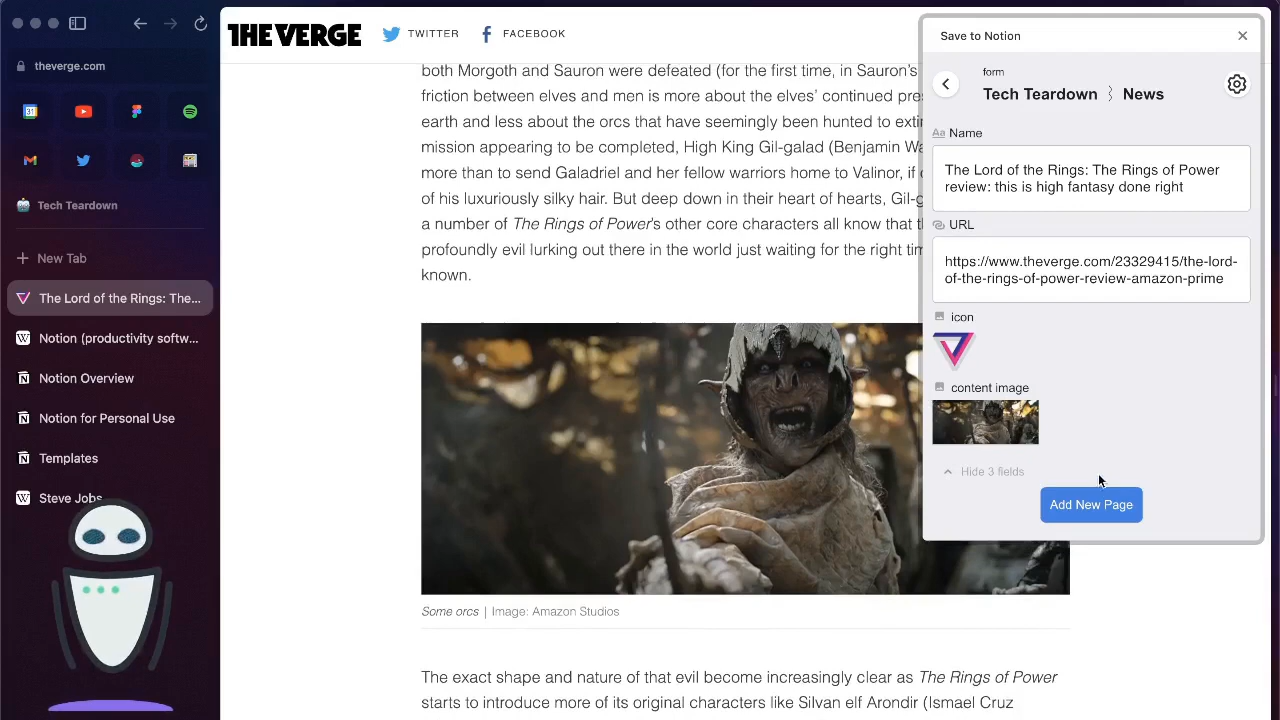 theverge.com
Tech Teardown
New Tab
The Lord of the Rings: The...
Notion (productivity softw...
Notion Overview
Notion for Personal Use
Templates
Steve Jobs
THE VERGE
TWITTER
FACEBOOK
both Morgoth and Sauron were defeated (for the first time, in Sauron's
friction between elves and men is more about the elves' continued
earth and less about the orcs that have seemingly been hunted to
mission appearing to be completed, High King Gil-galad (Benjamin
more than to send Galadriel and her fellow warriors home to Valinor, if
of his luxuriously silky hair. But deep down in their heart of hearts,
a number of The Rings of Power's other core characters all know that
profoundly evil lurking out there in the world just waiting for the right
known.
Some orcs | Image: Amazon Studios
The exact shape and nature of that evil become increasingly clear as The Rings of Power
starts to introduce more of its original characters like Silvan elf Arondir (Ismael Cruz
Save to Notion
form
Tech Teardown 〉 News
Aa Name
The Lord of the Rings: The Rings of Power
review: this is high fantasy done right
URL
https://www.theverge.com/23329415/the-lord-
of-the-rings-of-power-review-amazon-prime
icon
content image
Hide 3 fields
Add New Page